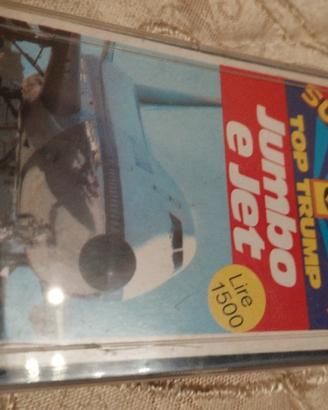 TOP TRUMP
Jumbo
e Jet
Lire
1500